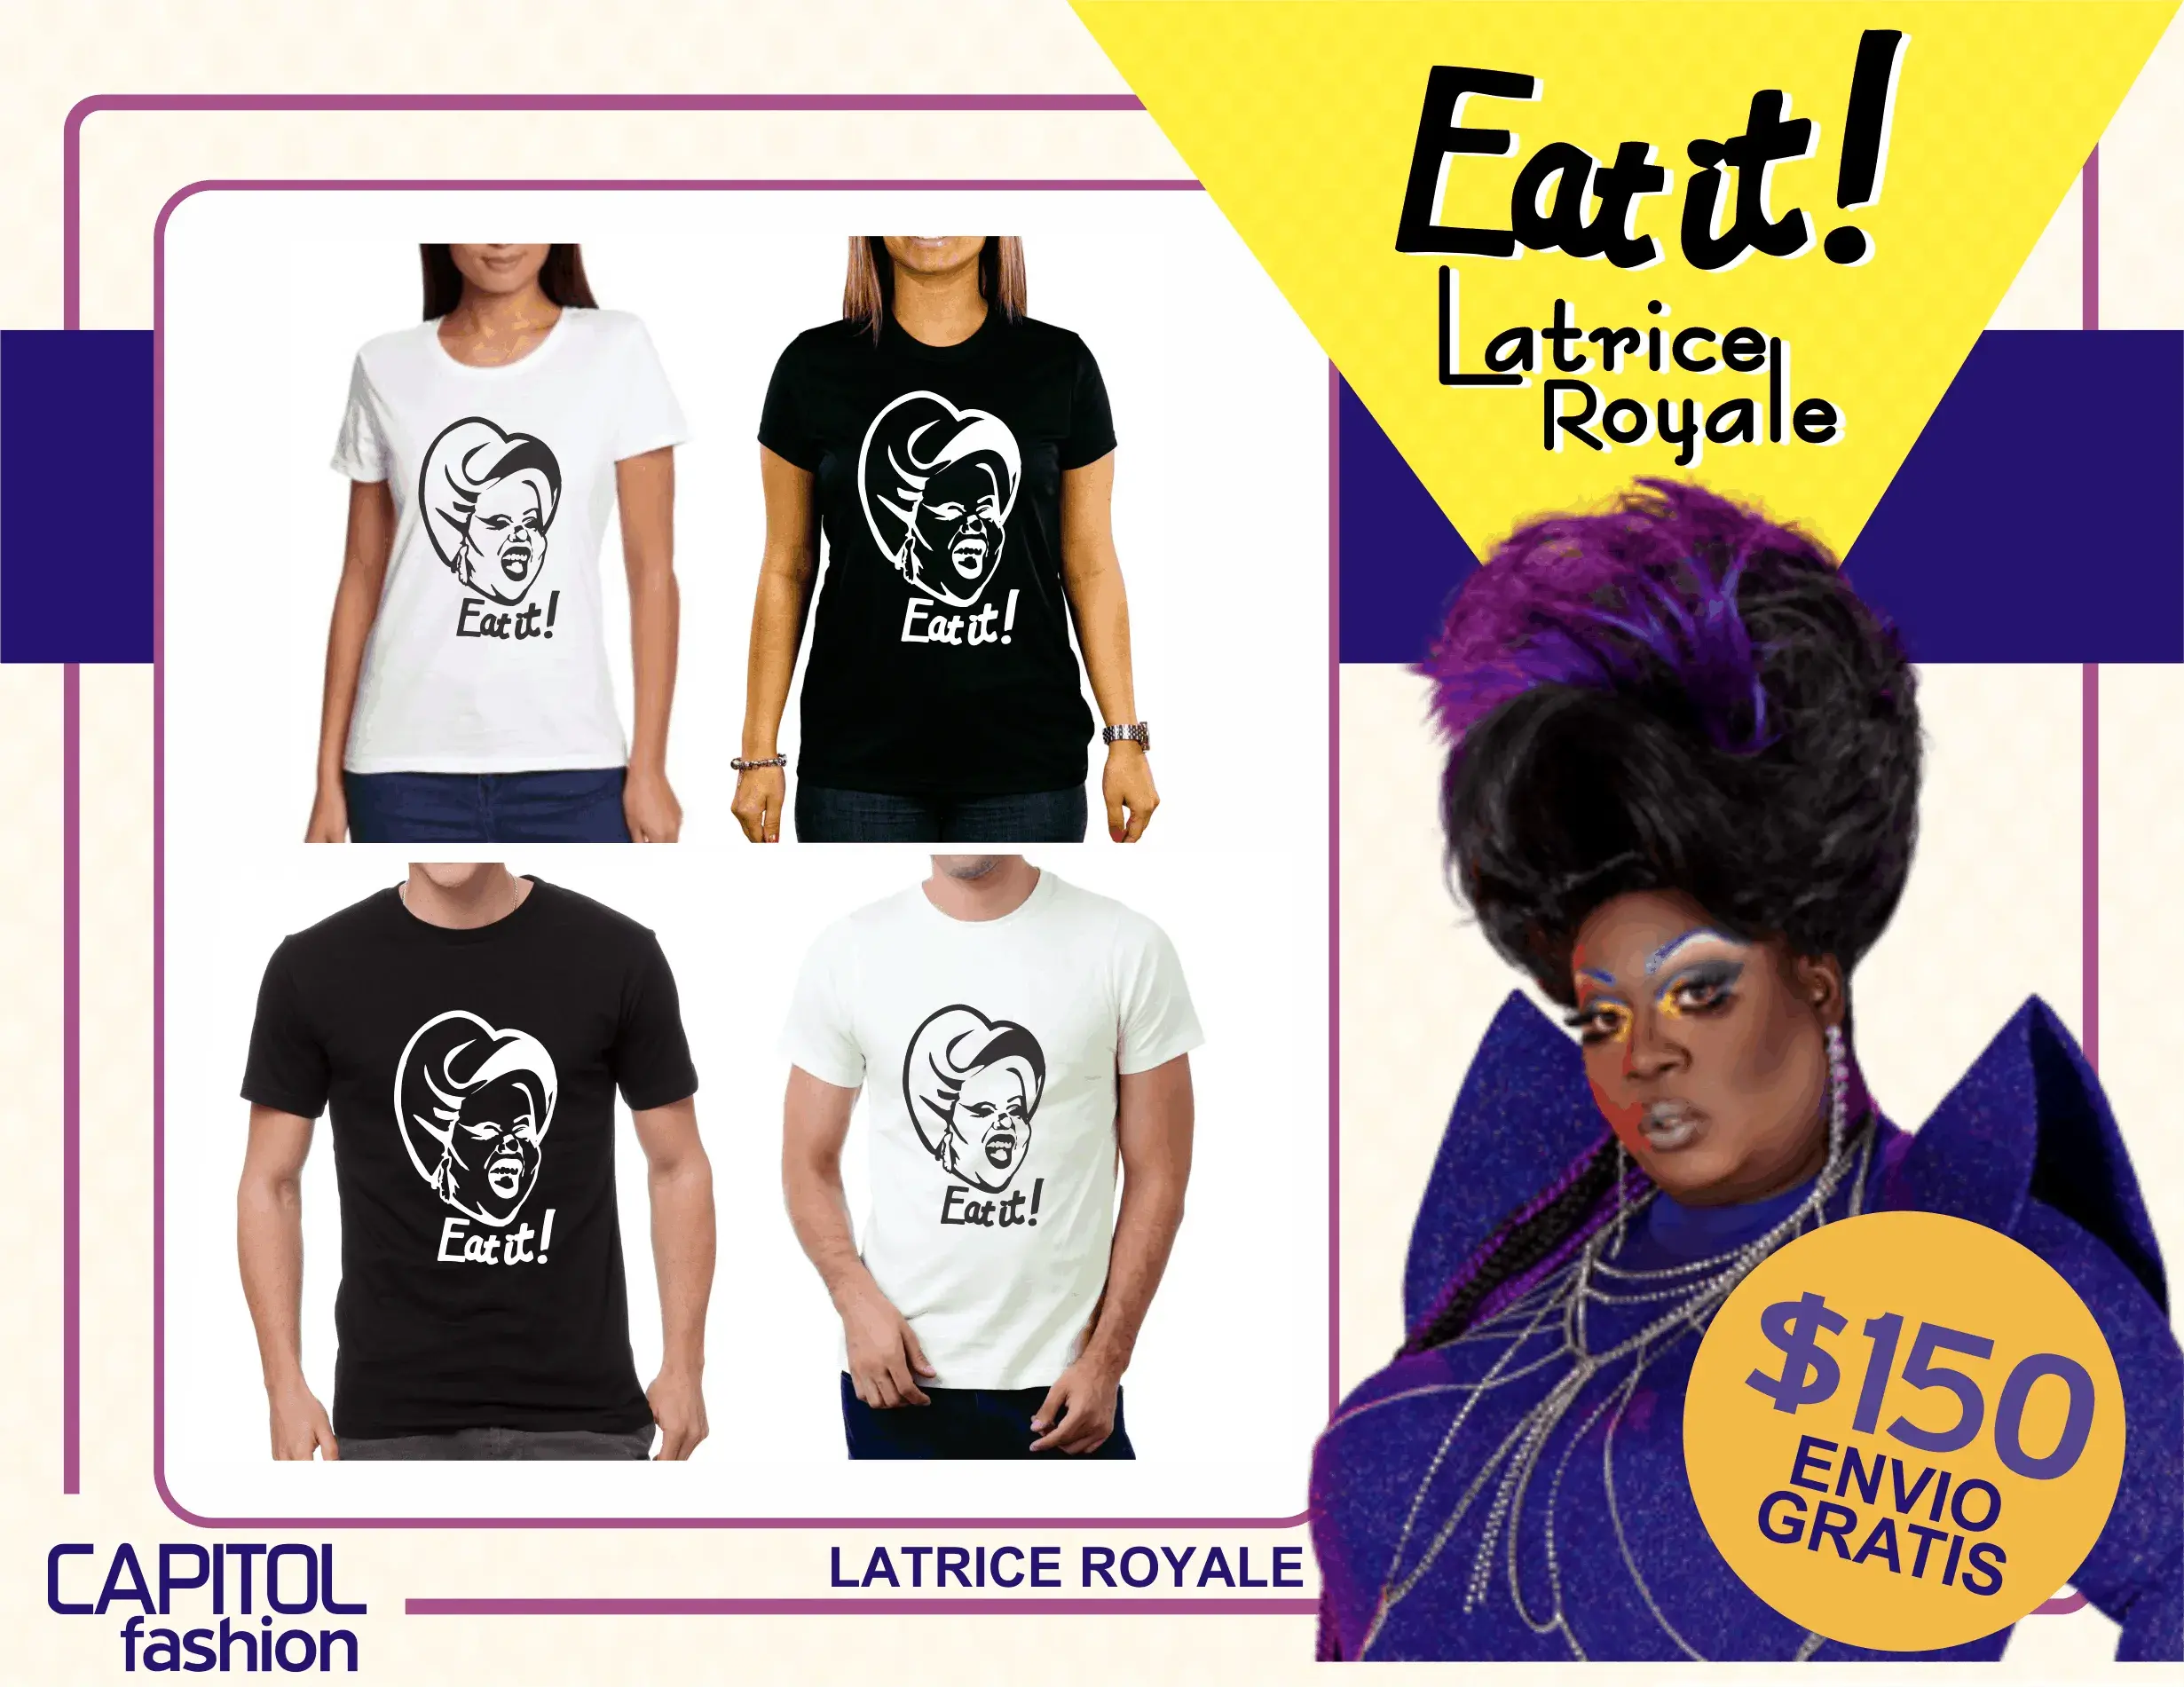 Eat it!
Latrice
Royale
Eat it!
Eat it!
Eat it!
Eat it!
$150
ENVIO
GRATIS
LATRICE ROYALE
CAPITOL
fashion